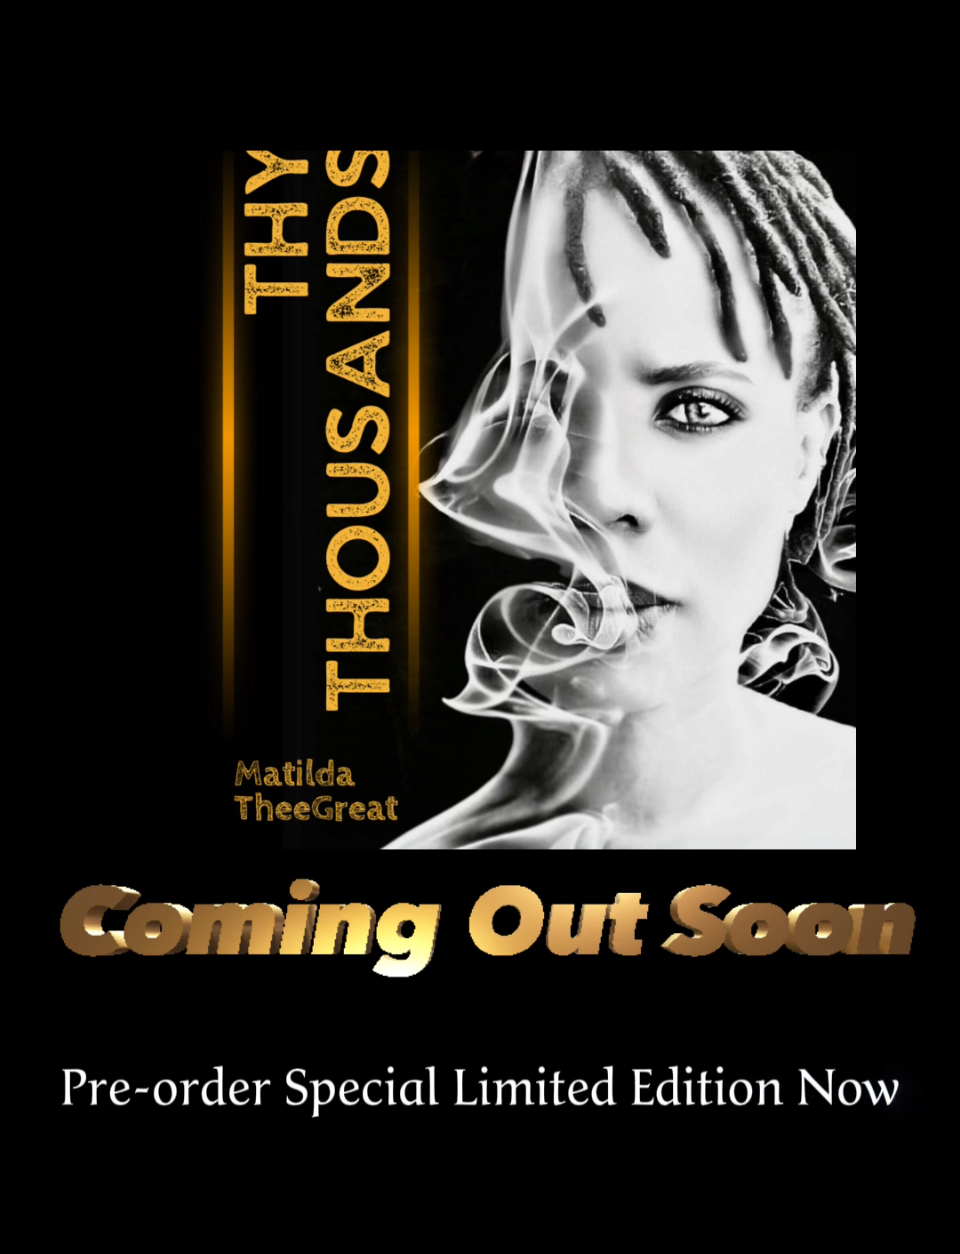 THY
THOUSANDS
Matilda
TheeGreat
Coming Out Soon
Pre-order Special Limited Edition Now